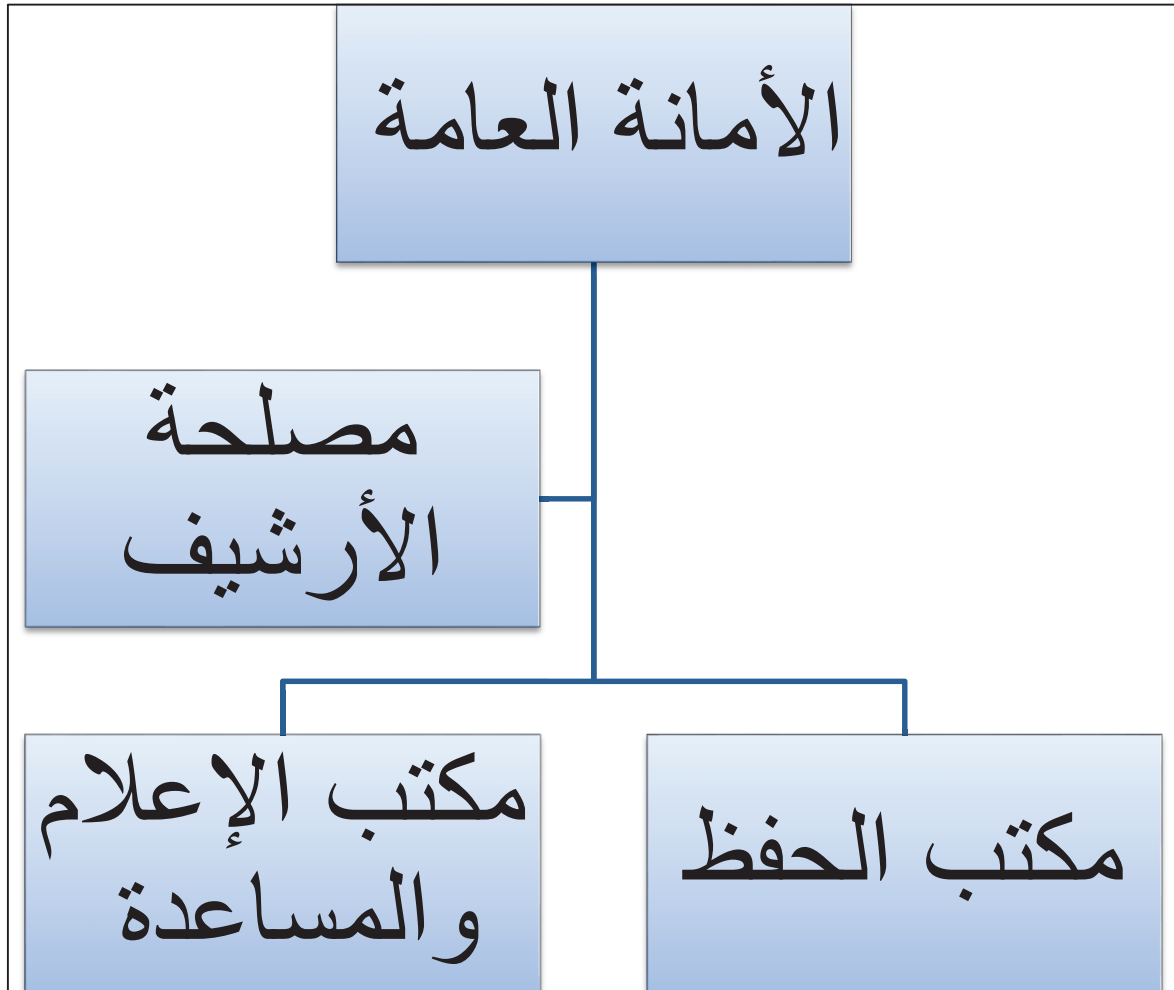 الأمانة العامة
مصلحة
الأرشيف
مكتب الحفظ
مكتب الإعلام
والمساعدة